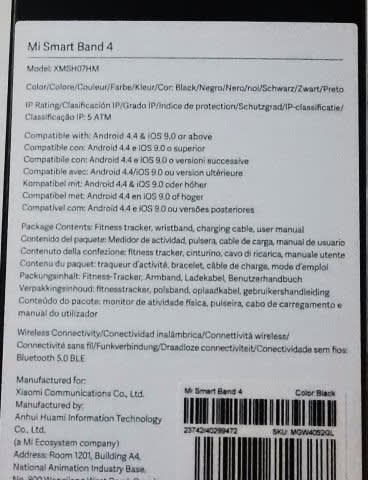 Mi Smart Band 4
Model: XMSH07HM
Color/Colore/Couleur/Farbe/Kleur/Cor: Black/Negro/Nero/noi/Schwarz/Zwart/Preto
IP Rating/Clasificación IP/Grado IP/Indice de protection/Schutzgrad/IP-classificatie/
Classificação IP: 5 ATM
Compatible with: Android 4.4 & iOS 9.0 or above
Compatible con: Android 4.4 e iOS 9.0 o superior
Compatibile con: Android 4.4 e iOS 9.0 o versioni successive
Compatible avec: Android 4.4/iOS 9.0 ou version ultérieure
Kompatibel mit: Android 4.4 & iOS 9.0 oder höher
Compatibel met: Android 4.4 en iOS 9.0 of hoger
Compatível com: Android 4.4 e iOS 9.0 ou versões posteriores
Package Contents: Fitness tracker, wristband, charging cable, user manual
Contenido del paquete: Medidor de actividad, pulsera, cable de carga, manual de usuario
Contenuto della confezione: fitness tracker, cinturino, cavo di ricarica, manuale utente
Contenu du paquet: traqueur d'activité, bracelet, câble de charge, mode d'emploi
Packungsinhalt: Fitness-Tracker, Armband, Ladekabel, Benutzerhandbuch
Verpakkingsinhoud: fitnesstracker, polsband, oplaadkabel, gebruikershandleiding
Conteúdo do pacote: monitor de atividade física, pulseira, cabo de carregamento e
manual do utilizador
Wireless Connectivity/Conectividad inalámbrica/Connettività wireless/
Connectivité sans fil/Funkverbindung/Draadloze connectiviteit/Conectividade sem fios:
Bluetooth 5.0 BLE
Manufactured for:
Xiaomi Communications Co., Ltd.
Manufactured by:
Anhui Huami Information Technology
Co., Ltd.
(a Mi Ecosystem company)
Address: Room 1201, Building A4,
National Animation Industry Base,
Mi Smart Band 4 Color: Black
23742/40299472 SKU: MGW4052GL